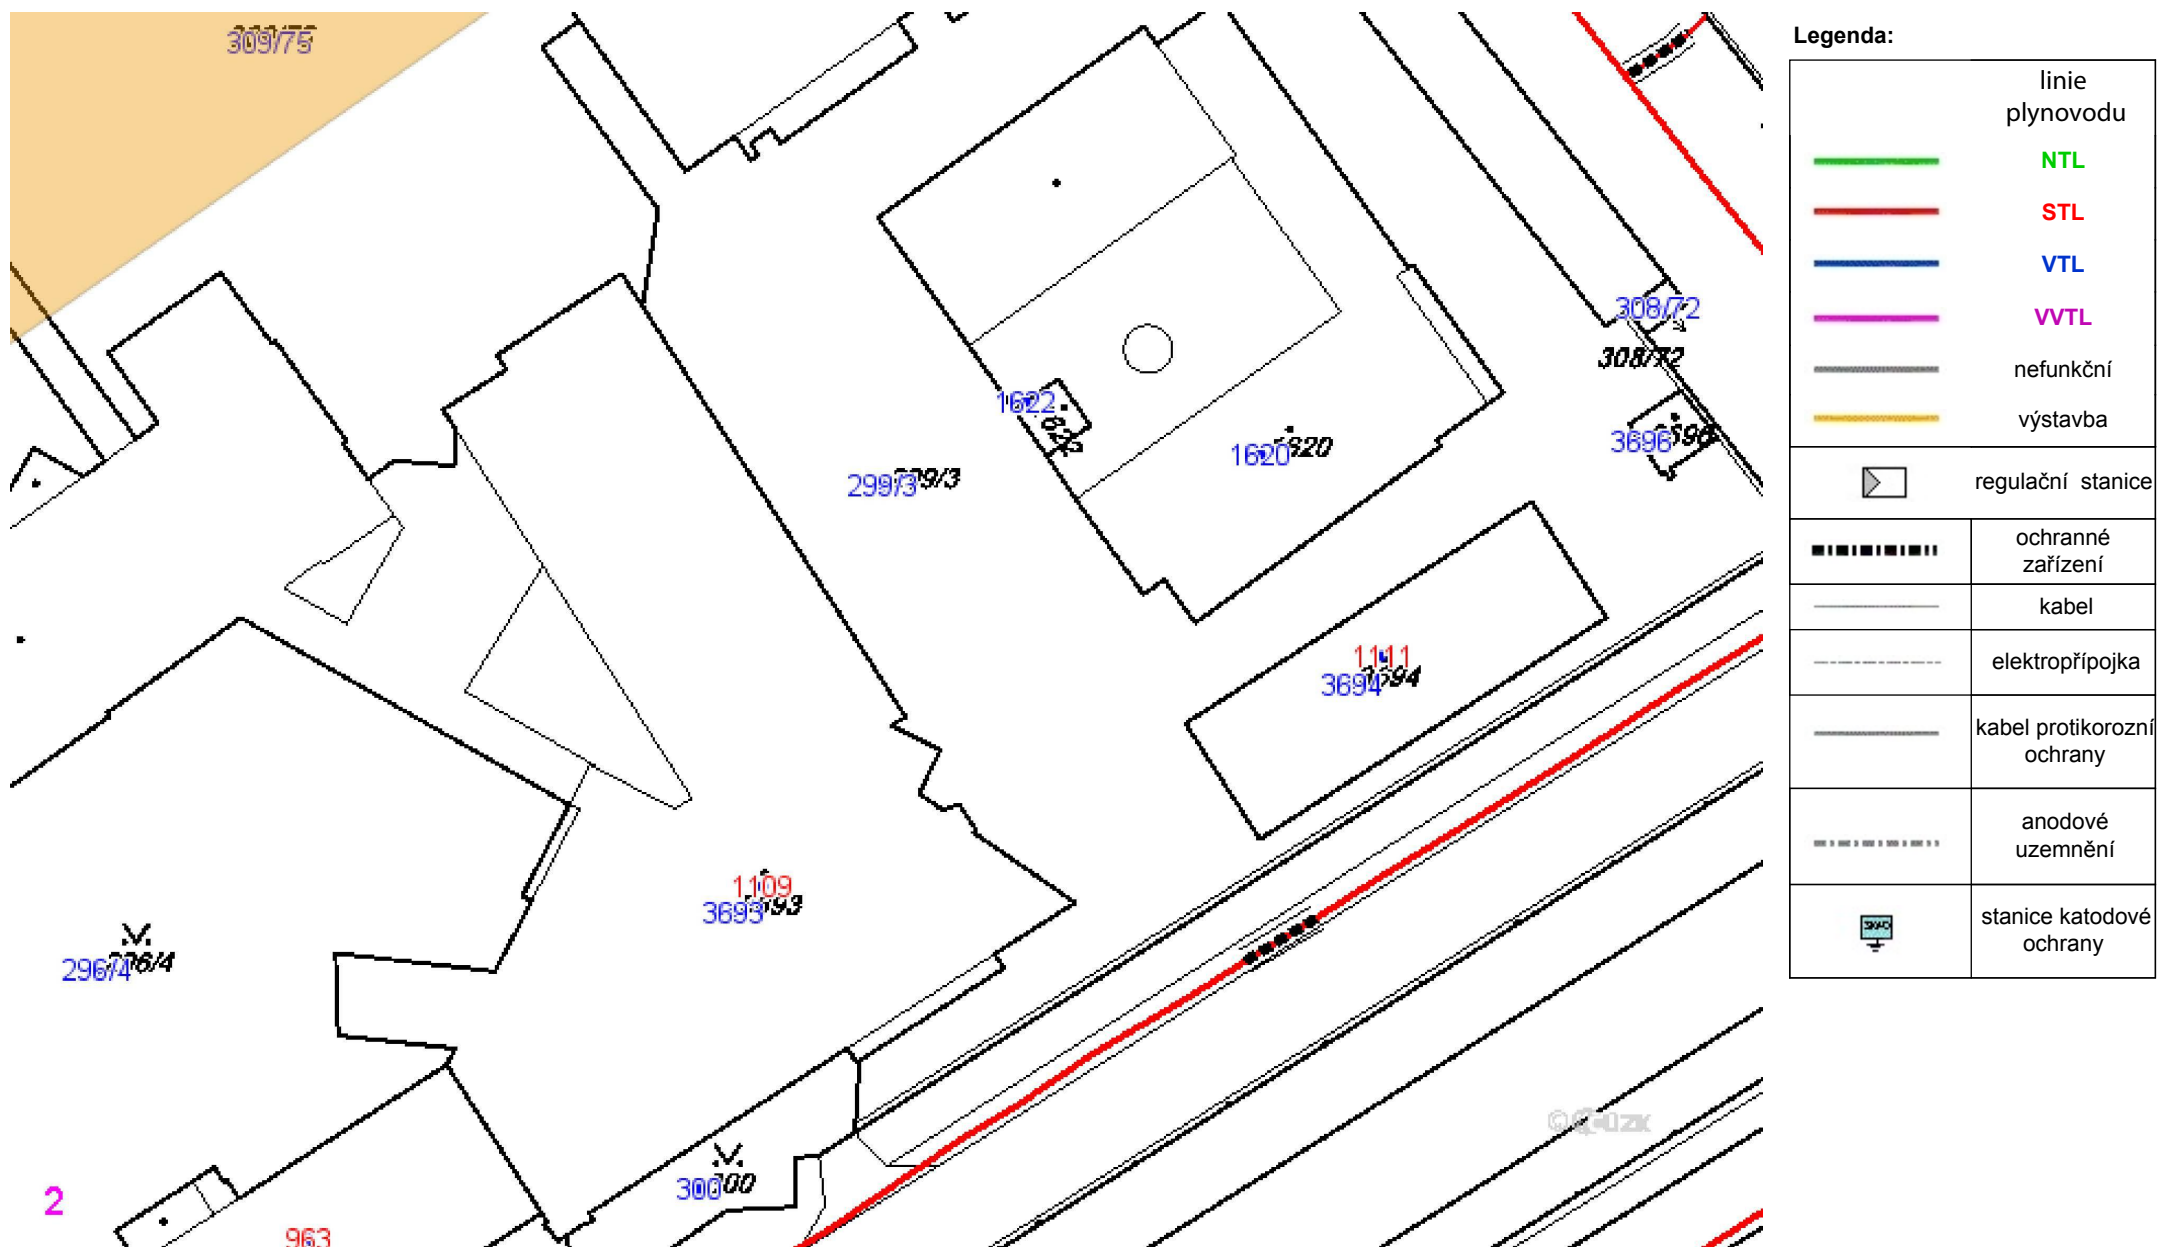 309/75
308/72
308/72
1622
1620
299/3
3696
1111
3694
1109
3693
296/4
300
2
963
Legenda:
linie
plynovodu
NTL
STL
VTL
VVTL
nefunkční
výstavba
regulační stanice
ochranné
zařízení
kabel
elektropřípojka
kabel protikorozní
ochrany
anodové
uzemnění
stanice katodové
ochrany